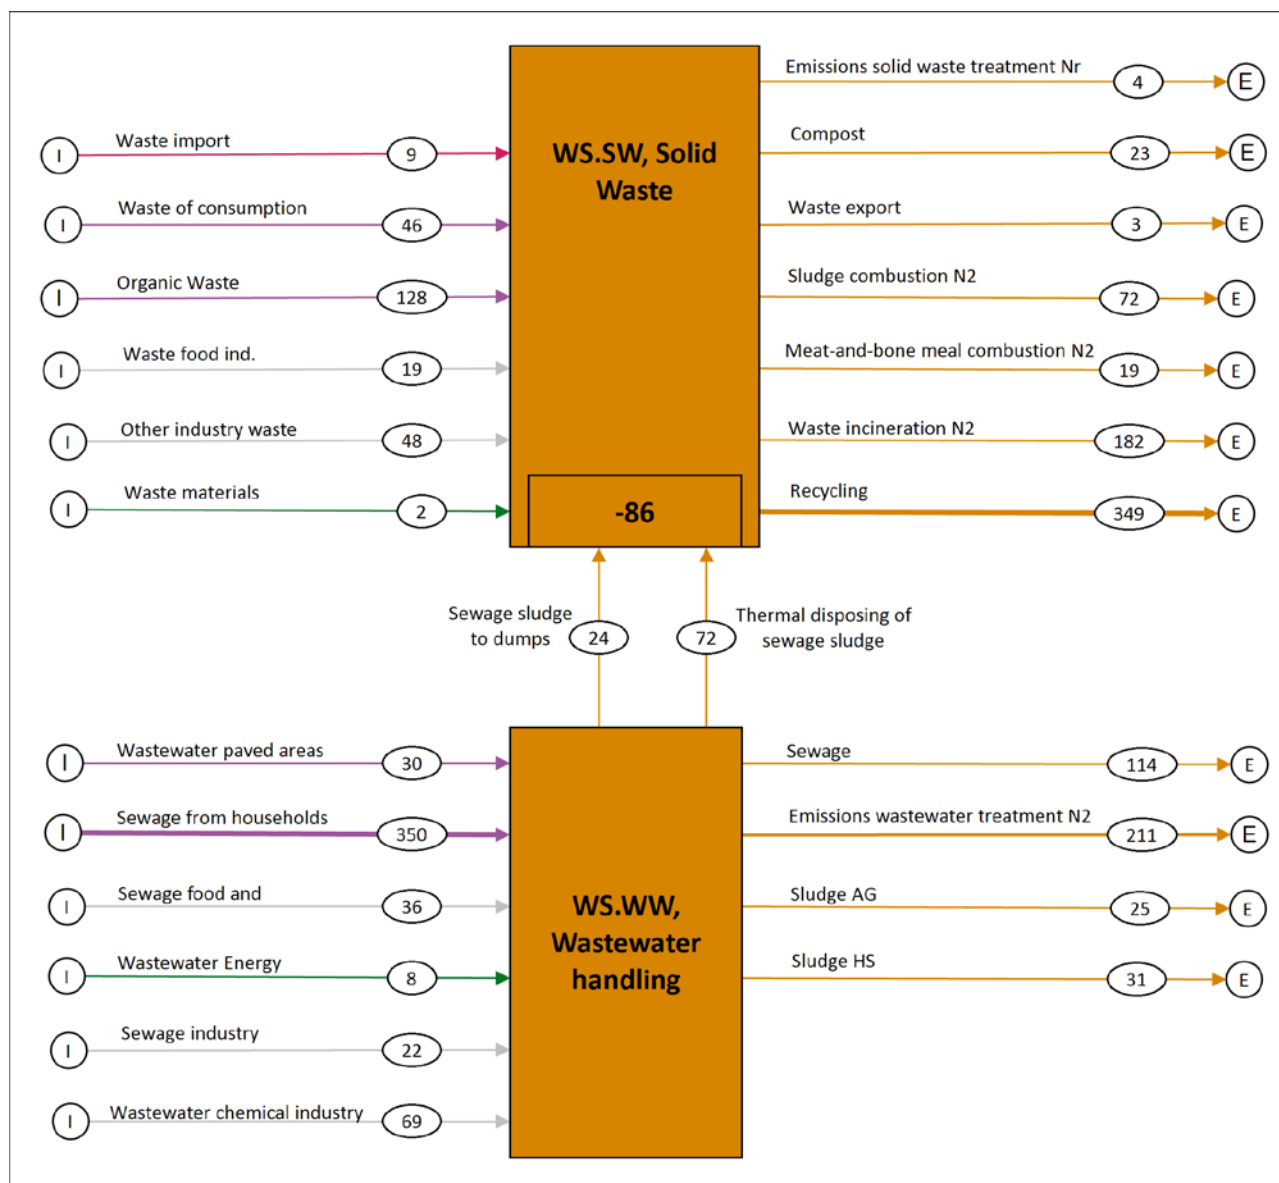 Emissions solid waste treatment Nr
4
E
I
Waste import
9
Compost
23
E
WS.SW, Solid
Waste
I
Waste of consumption
46
Waste export
3
E
I
Organic Waste
128
Sludge combustion N2
72
E
I
Waste food ind.
19
Meat-and-bone meal combustion N2
19
E
I
Other industry waste
48
Waste incineration N2
182
E
I
Waste materials
2
-86
Recycling
349
E
Sewage sludge
to dumps
24
72
Thermal disposing of
sewage sludge
I
Wastewater paved areas
30
Sewage
114
E
I
Sewage from households
350
Emissions wastewater treatment N2
211
E
I
Sewage food and
36
WS.WW,
Wastewater
handling
Sludge AG
25
E
I
Wastewater Energy
8
Sludge HS
31
E
I
Sewage industry
22
I
Wastewater chemical industry
69